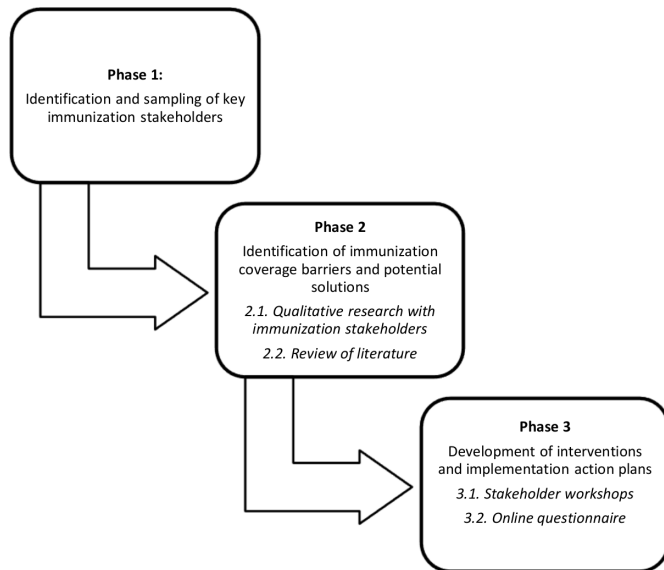 Phase 1:
Identification and sampling of key
immunization stakeholders
Phase 2
Identification of immunization
coverage barriers and potential
solutions
2.1. Qualitative research with
immunization stakeholders
2.2. Review of literature
Phase 3
Development of interventions
and implementation action plans
3.1. Stakeholder workshops
3.2. Online questionnaire